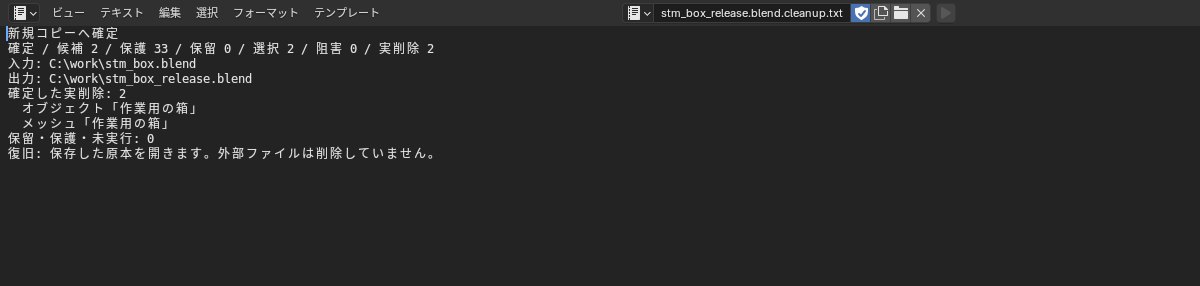 ビュー テキスト 編集 選択 フォーマット テンプレート stm_box_release.blend.cleanup.txt
新規コピーへ確定
確定 / 候補 2 / 保護 33 / 保留 0 / 選択 2 / 阻害 0 / 実削除 2
入力: C:\work\stm_box.blend
出力: C:\work\stm_box_release.blend
確定した実削除: 2
オブジェクト「作業用の箱」
メッシュ「作業用の箱」
保留・保護・未実行: 0
復旧: 保存した原本を開きます。外部ファイルは削除していません。